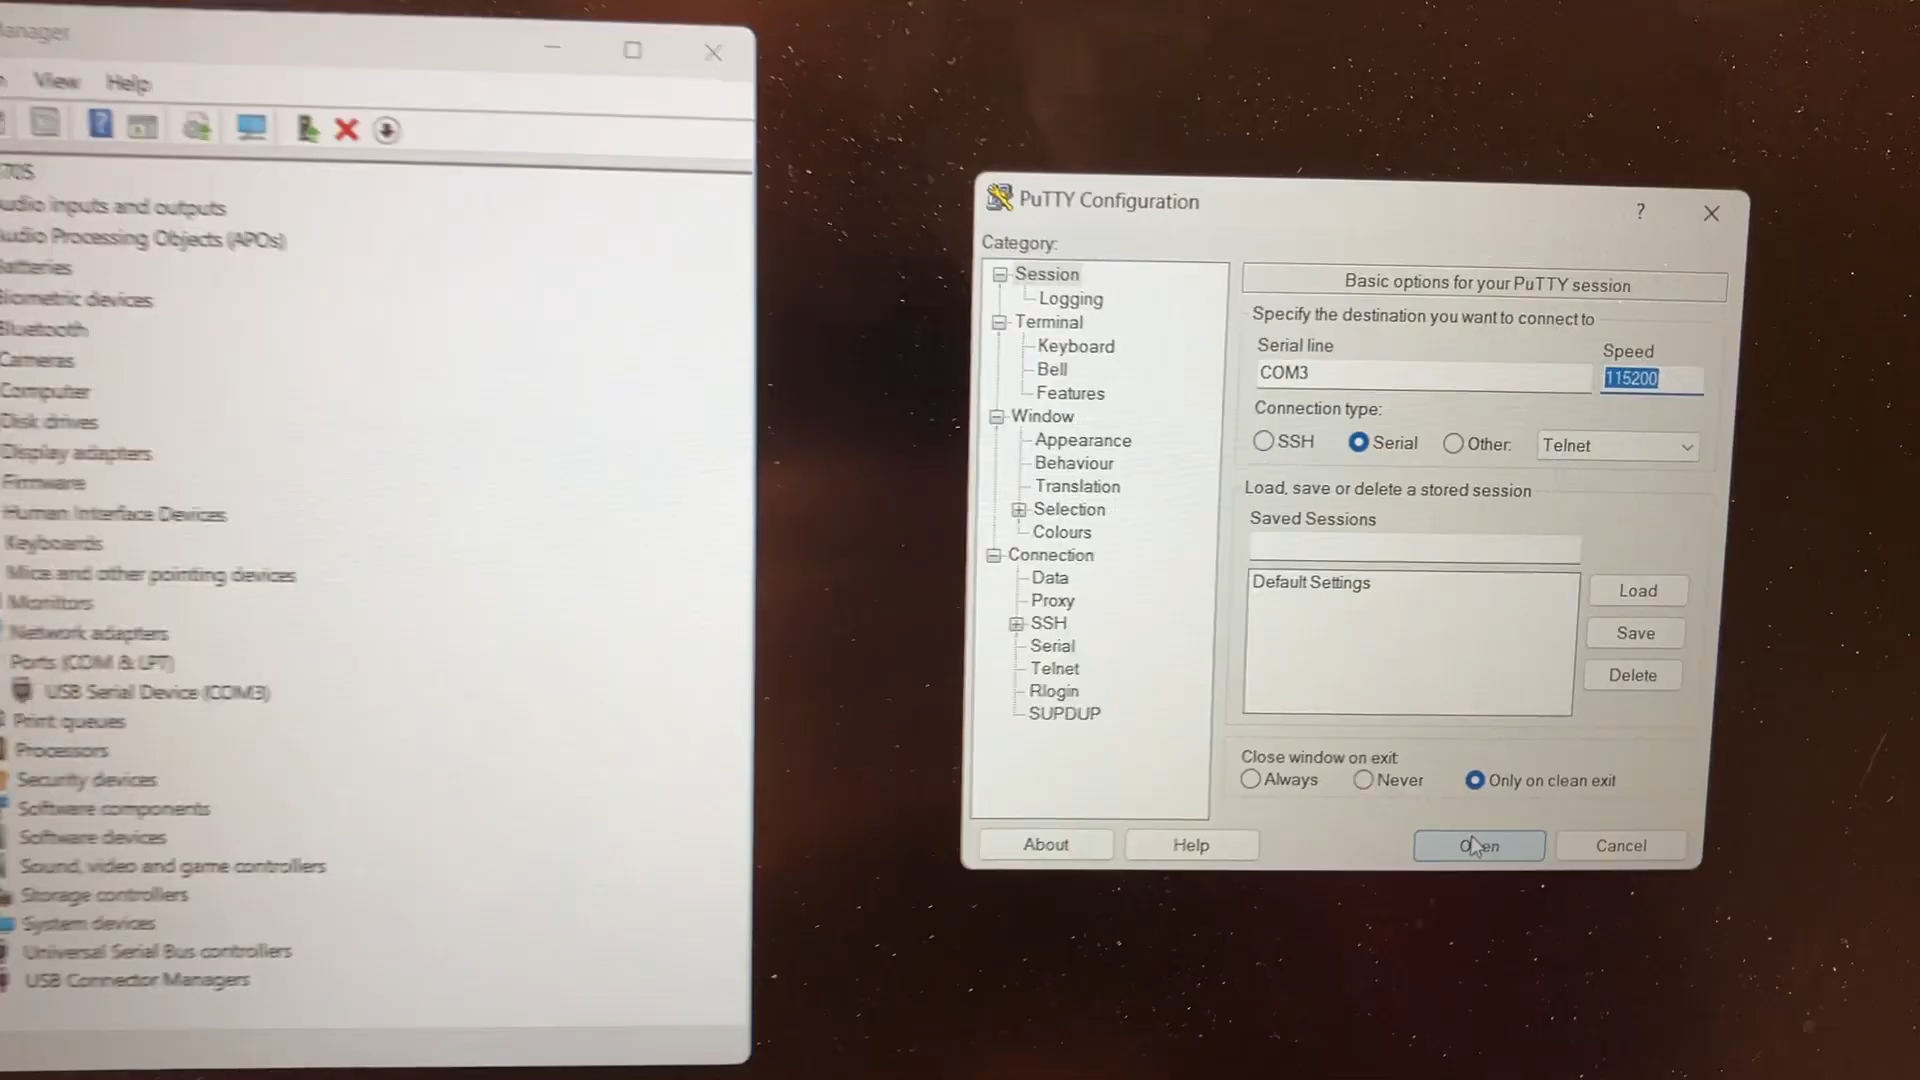 View Help
Audio inputs and outputs
Audio Processing Objects (APOs)
Batteries
Biometric devices
Bluetooth
Cameras
Computer
Disk drives
Display adapters
Firmware
Human Interface Devices
Keyboards
Mice and other pointing devices
Monitors
Network adapters
Ports (COM & LPT)
USB Serial Device (COM3)
Print queues
Processors
Security devices
Software components
Software devices
Sound, video and game controllers
Storage controllers
System devices
Universal Serial Bus controllers
USB Connector Managers
PuTTY Configuration
?
Category:
Session
Logging
Terminal
Keyboard
Bell
Features
Window
Appearance
Behaviour
Translation
Selection
Colours
Connection
Data
Proxy
SSH
Serial
Telnet
Rlogin
SUPDUP
Basic options for your PuTTY session
Specify the destination you want to connect to
Serial line Speed
COM3 115200
Connection type:
SSH Serial Other: Telnet
Load, save or delete a stored session
Saved Sessions
Default Settings
Load
Save
Delete
Close window on exit
Always Never Only on clean exit
About Help Open Cancel